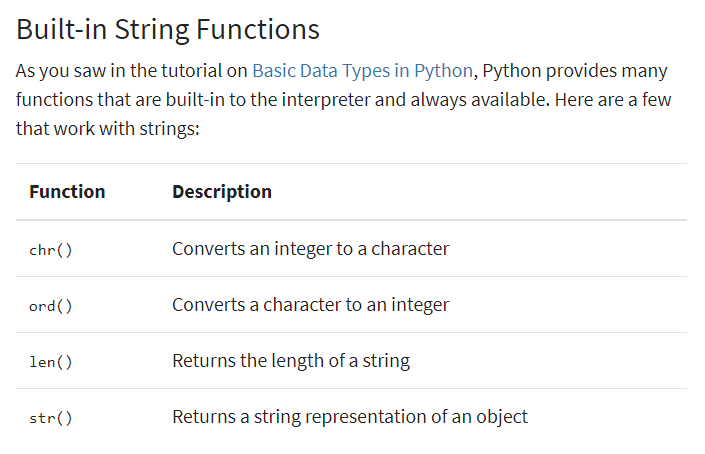 Built-in String Functions
As you saw in the tutorial on Basic Data Types in Python, Python provides many
functions that are built-in to the interpreter and always available. Here are a few
that work with strings:
Function Description
chr() Converts an integer to a character
ord() Converts a character to an integer
len() Returns the length of a string
str() Returns a string representation of an object